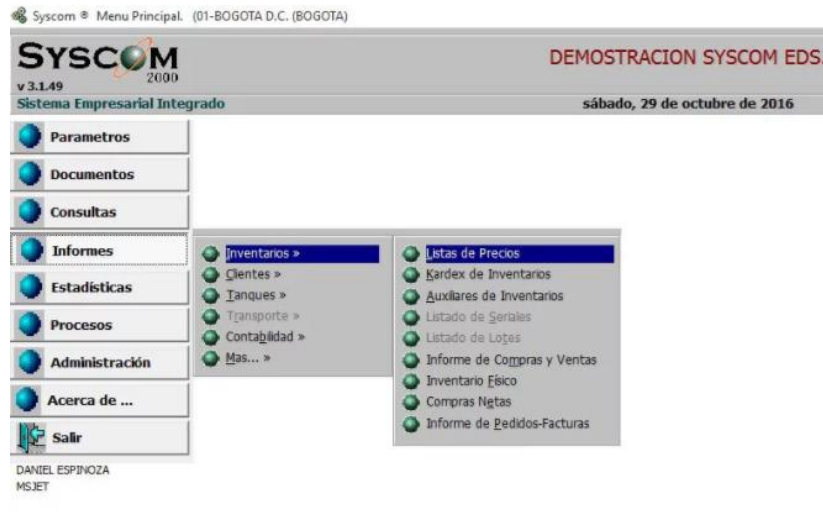 Syscom ® Menu Principal. (01-BOGOTA D.C. (BOGOTA)
SYSCOM
2000
v 3.1.49
DEMOSTRACION SYSCOM EDS.
Sistema Empresarial Integrado
sábado, 29 de octubre de 2016
Parametros
Documentos
Consultas
Informes
Estadísticas
Procesos
Administración
Acerca de ...
Salir
Inventarios »
Clientes »
Tanques »
Transporte »
Contabilidad »
Mas... »
Listas de Precios
Kardex de Inventarios
Auxiliares de Inventarios
Listado de Seriales
Listado de Lotes
Informe de Compras y Ventas
Inventario Físico
Compras Netas
Informe de Pedidos-Facturas
DANIEL ESPINOZA
MSJET